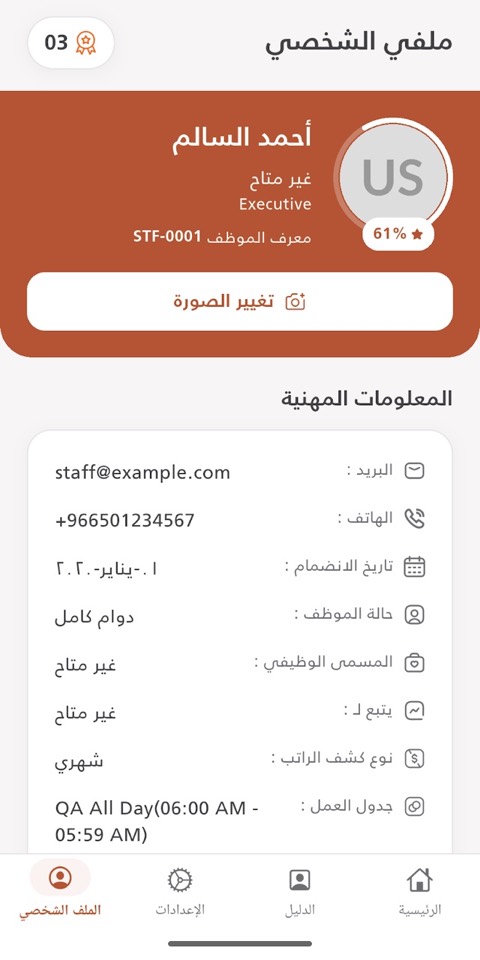 ملفي الشخصي
03
أحمد السالم
غير متاح
Executive
معرف الموظف STF-0001
US
61%
تغيير الصورة
المعلومات المهنية
البريد : staff@example.com
الهاتف : +966501234567
تاريخ الانضمام : ٠١-يناير-٢٠٢٠
حالة الموظف : دوام كامل
المسمى الوظيفي : غير متاح
يتبع لـ : غير متاح
نوع كشف الراتب : شهري
جدول العمل : QA All Day(06:00 AM -
05:59 AM)
الرئيسية
الدليل
الإعدادات
الملف الشخصي